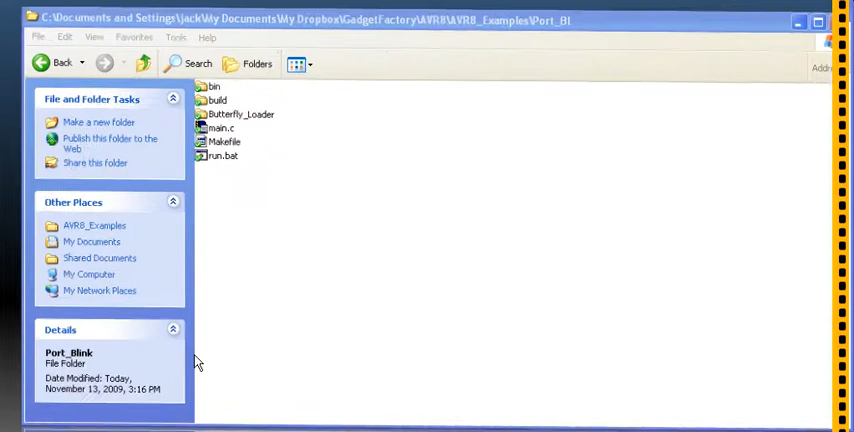 C:\Documents and Settings\jack\My Documents\My Dropbox\GadgetFactory\AVR8\AVR8_Examples\Port_Bl
File Edit View Favorites Tools Help
Back Search Folders
File and Folder Tasks
Make a new folder
Publish this folder to the
Web
Share this folder
Other Places
AVR8_Examples
My Documents
Shared Documents
My Computer
My Network Places
Details
Port_Blink
File Folder
Date Modified: Today,
November 13, 2009, 3:16 PM
bin
build
Butterfly_Loader
main.c
Makefile
run.bat